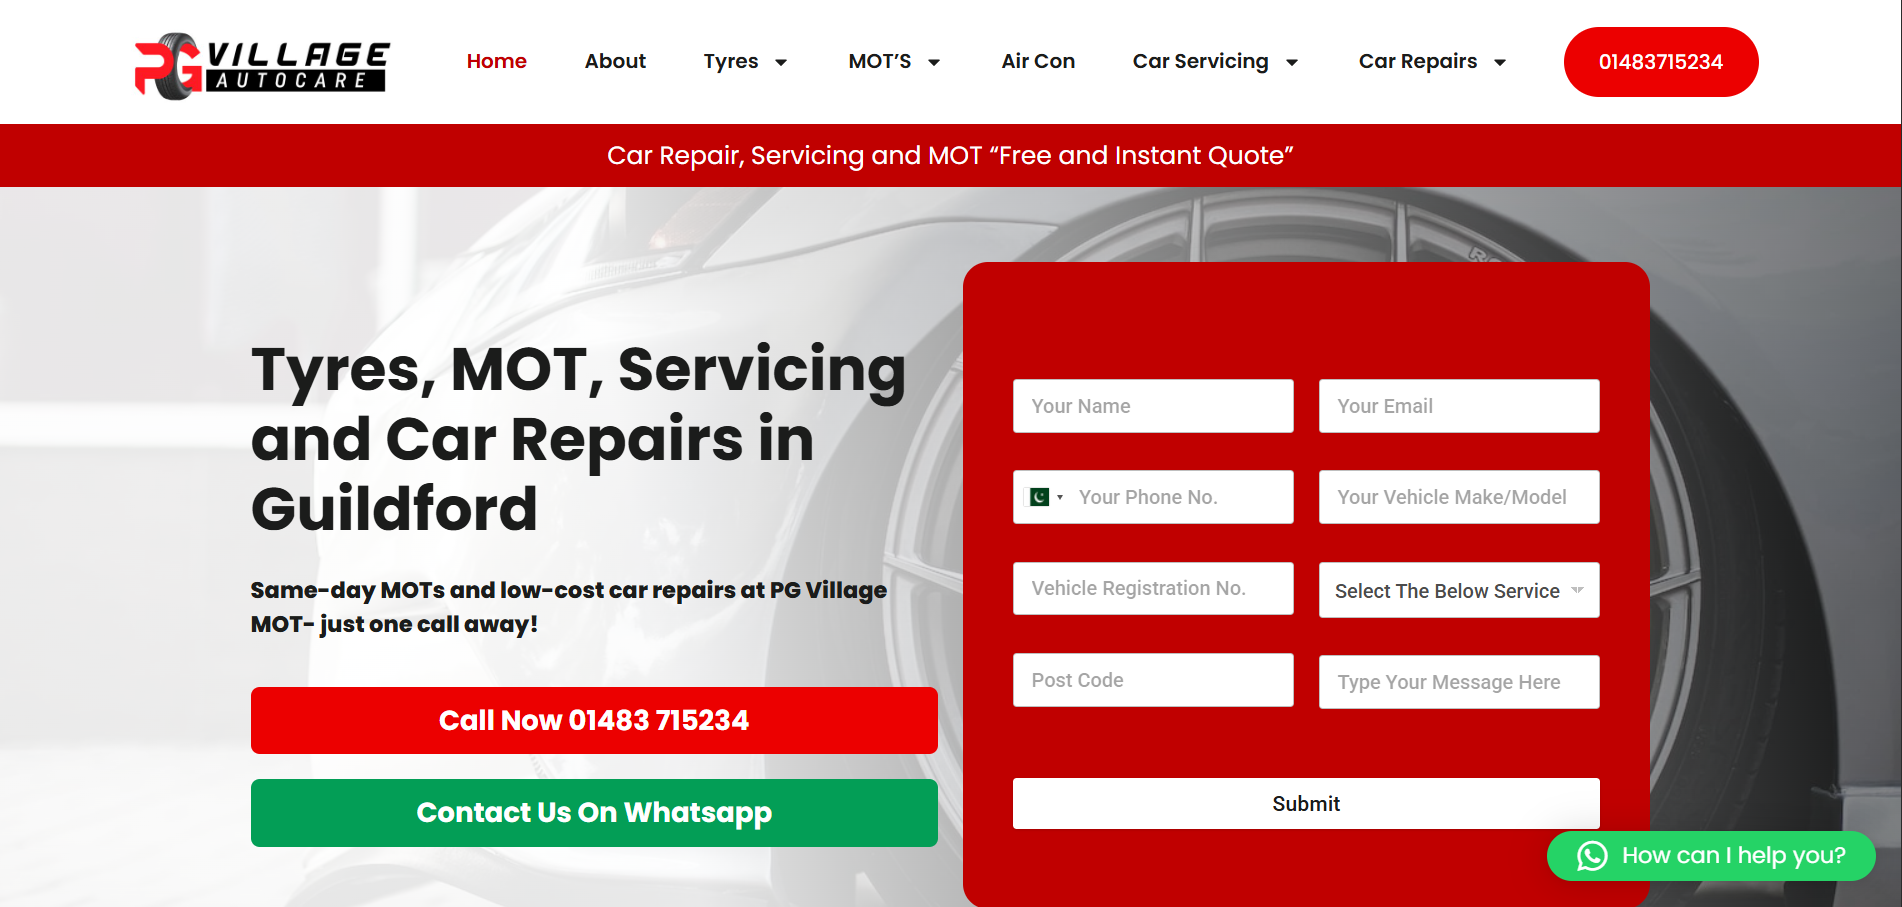 PG VILLAGE
AUTOCARE
Home
About
Tyres
MOT’S
Air Con
Car Servicing
Car Repairs
01483715234
Car Repair, Servicing and MOT “Free and Instant Quote”
Tyres, MOT, Servicing
and Car Repairs in
Guildford
Same-day MOTs and low-cost car repairs at PG Village
MOT- just one call away!
Call Now 01483 715234
Contact Us On Whatsapp
Your Name
Your Email
Your Phone No.
Your Vehicle Make/Model
Vehicle Registration No.
Select The Below Service
Post Code
Type Your Message Here
Submit
How can I help you?